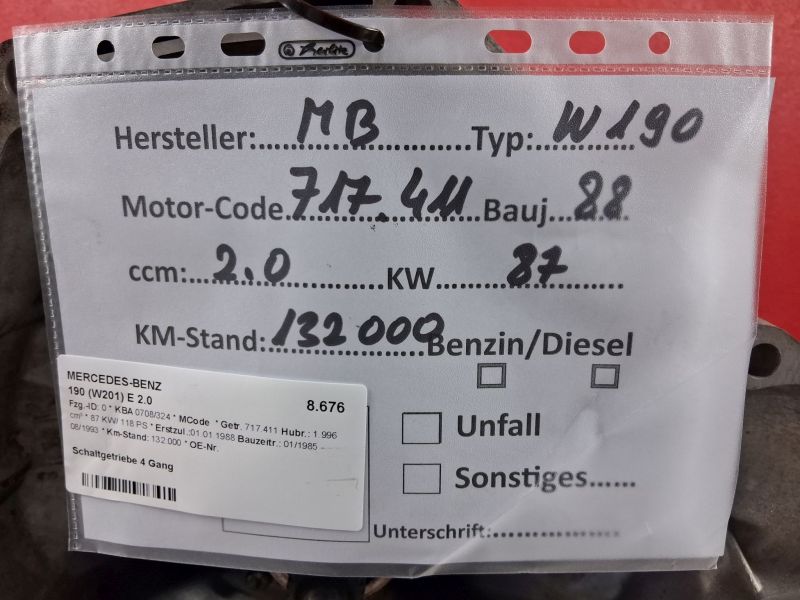 Herlitz
Hersteller:......MB......Typ:...W190
Motor-Code.717.411 Bauj...88
ccm:...2.0......KW......87......
KM-Stand:.132000 Benzin/Diesel
MERCEDES-BENZ
190 (W201) E 2.0 8.676
Fzg.-ID: 0 * KBA 0708/324 * MCode * Getr. 717.411 Hubr.: 1.996
cm³ * 87 KW/ 118 PS * Erstzul.:01.01.1988 Bauzeitr.: 01/1985 -
08/1993 * Km-Stand: 132.000 * OE-Nr.
Schaltgetriebe 4 Gang
Unfall
Sonstiges......
Unterschrift:..................